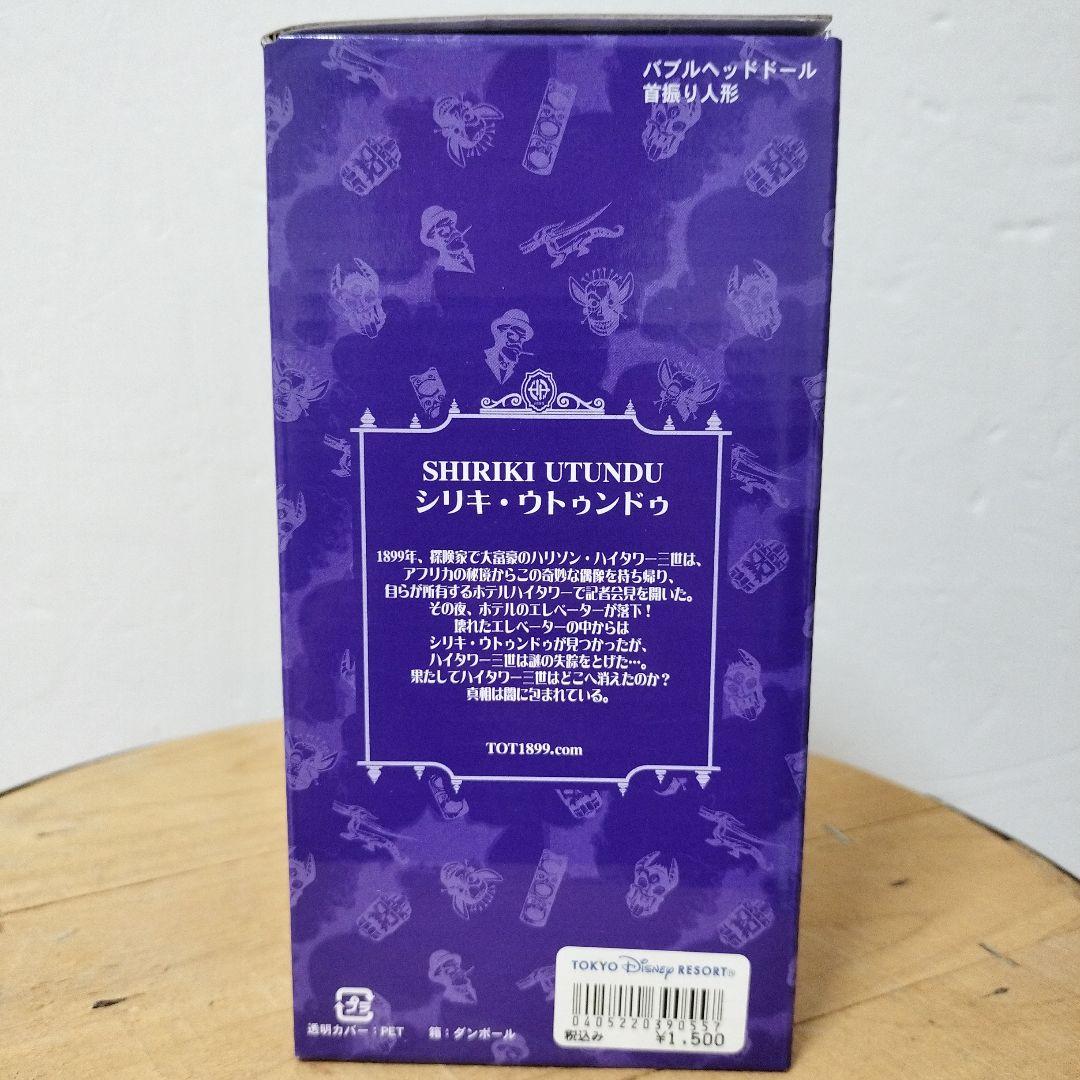 バブルヘッドドール
首振り人形
SHIRIKI UTUNDU
シリキ・ウトゥンドゥ
1899年、探険家で大富豪のハリソン・ハイタワー三世は、
アフリカの秘境からこの奇妙な偶像を持ち帰り、
自らが所有するホテルハイタワーで記者会見を開いた。
その夜、ホテルのエレベーターが落下！
壊れたエレベーターの中からは
シリキ・ウトゥンドゥが見つかったが、
ハイタワー三世は謎の失踪をとげた…。
果たしてハイタワー三世はどこへ消えたのか？
真相は闇に包まれている。
TOT1899.com
TOKYO Disney RESORT®
0405220390557
税込み ¥1,500
プラ
透明カバー：PET 箱：ダンボール